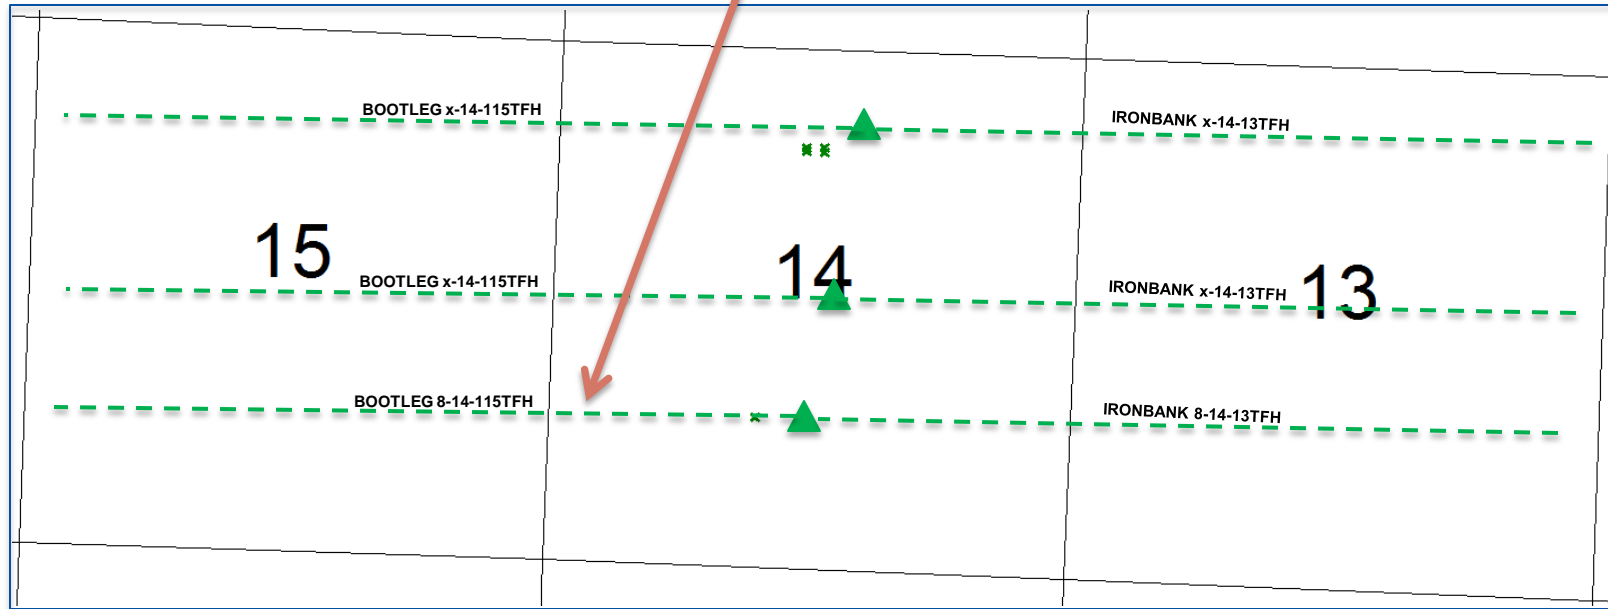 BOOTLEG x-14-115TFH
IRONBANK x-14-13TFH
15
14
13
BOOTLEG x-14-115TFH
IRONBANK x-14-13TFH
BOOTLEG 8-14-115TFH
IRONBANK 8-14-13TFH